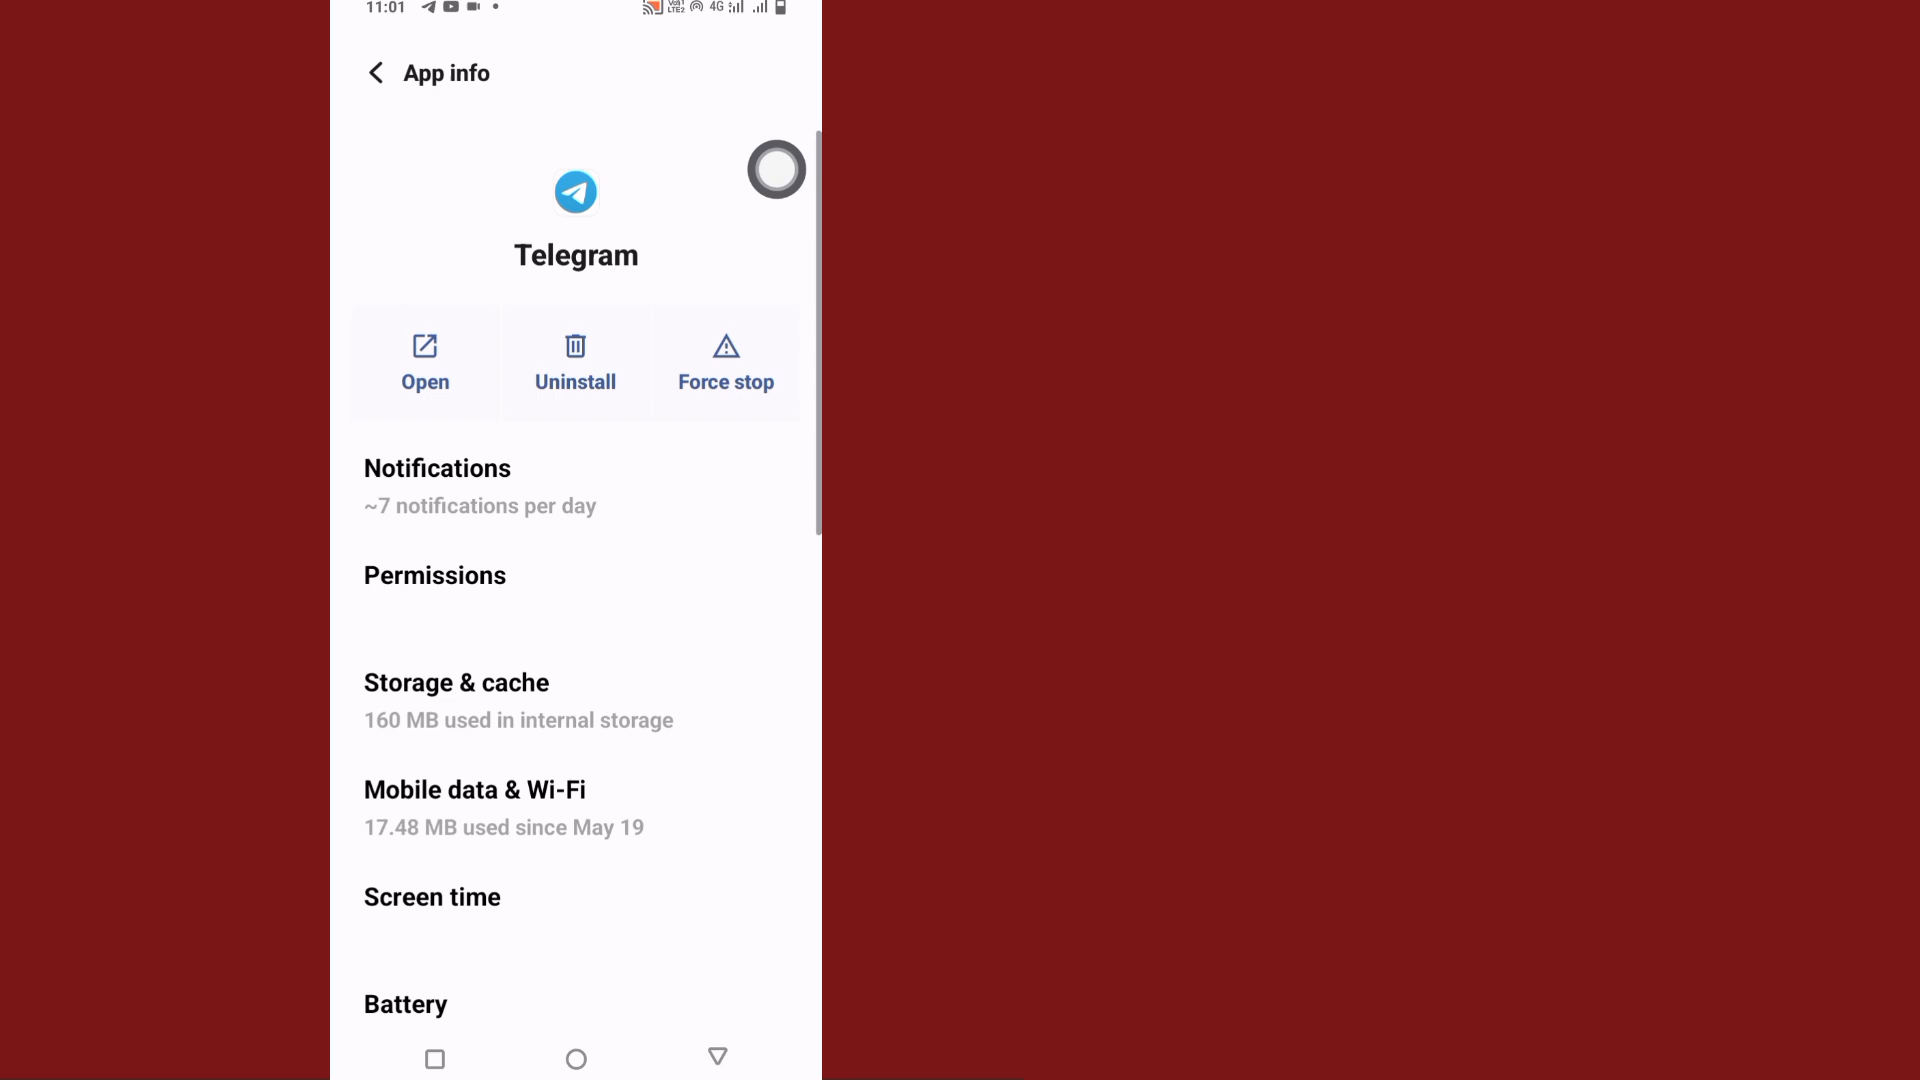 11:01
4G
App info
Telegram
Open
Uninstall
Force stop
Notifications
~7 notifications per day
Permissions
Storage & cache
160 MB used in internal storage
Mobile data & Wi-Fi
17.48 MB used since May 19
Screen time
Battery